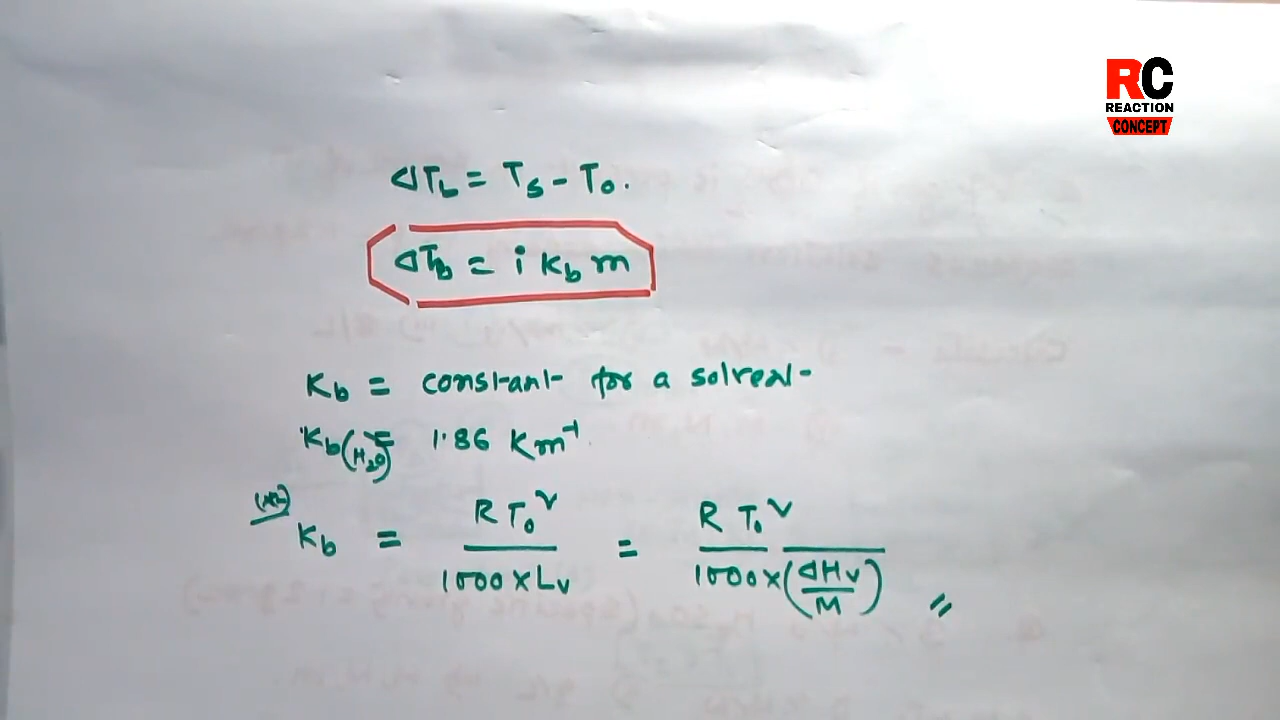 RC
REACTION
CONCEPT
ΔTb = Ts - To.
ΔTb = i Kb m
Kb = constant for a solvent
Kb(H2O) = 1.86 Km⁻¹
Kb = RTo² / 1000 × Lv = RTo² / 1000 × (ΔHv / M)